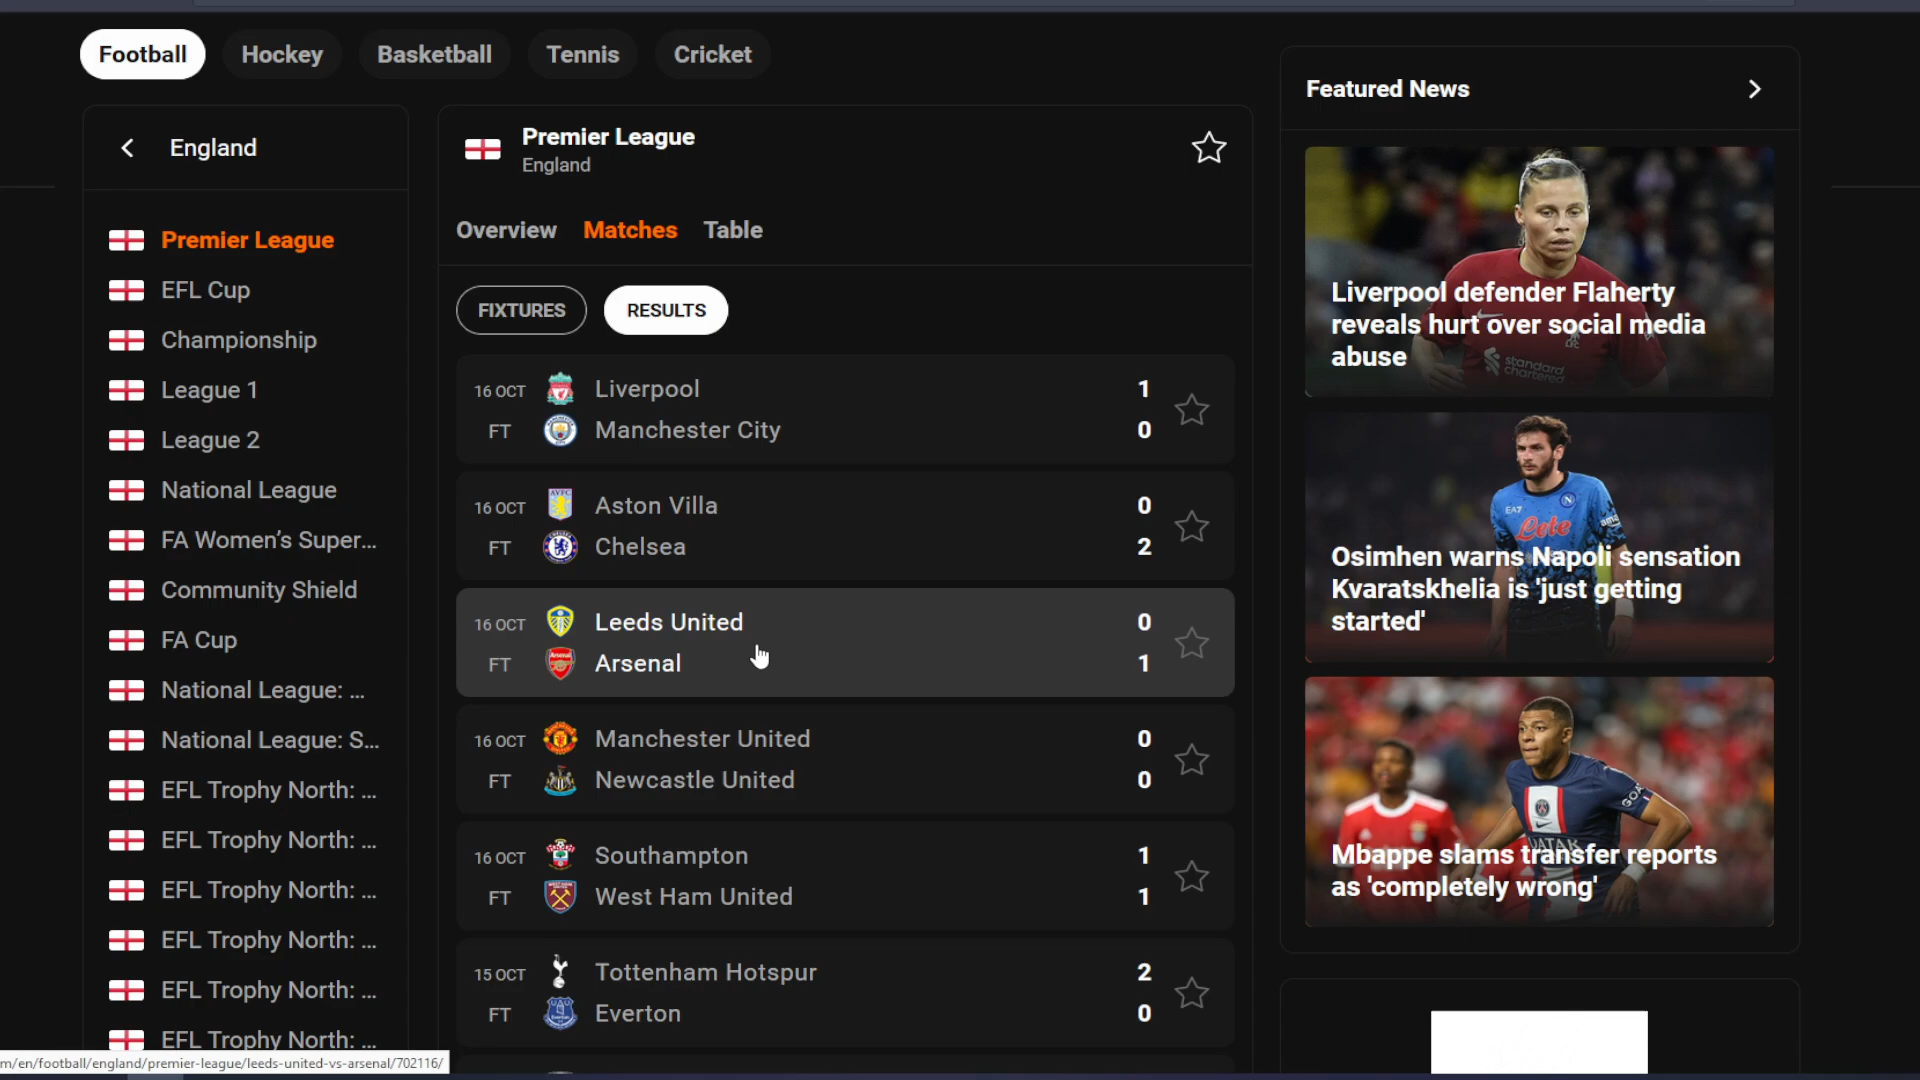 Football
Hockey
Basketball
Tennis
Cricket
England
Premier League
EFL Cup
Championship
League 1
League 2
National League
FA Women's Super...
Community Shield
FA Cup
National League: ...
National League: S...
EFL Trophy North: ...
EFL Trophy North: ...
EFL Trophy North: ...
EFL Trophy North: ...
EFL Trophy North: ...
EFL Trophy North: ...
m/en/football/england/premier-league/leeds-united-vs-arsenal/702116/
Premier League
England
Overview
Matches
Table
FIXTURES
RESULTS
16 OCT Liverpool 1
FT Manchester City 0
16 OCT Aston Villa 0
FT Chelsea 2
16 OCT Leeds United 0
FT Arsenal 1
16 OCT Manchester United 0
FT Newcastle United 0
16 OCT Southampton 1
FT West Ham United 1
15 OCT Tottenham Hotspur 2
FT Everton 0
Featured News
Liverpool defender Flaherty
reveals hurt over social media
abuse
standard
chartered
Osimhen warns Napoli sensation
Kvaratskhelia is 'just getting
started'
EA7
Lete
Mbappe slams transfer reports
as 'completely wrong'